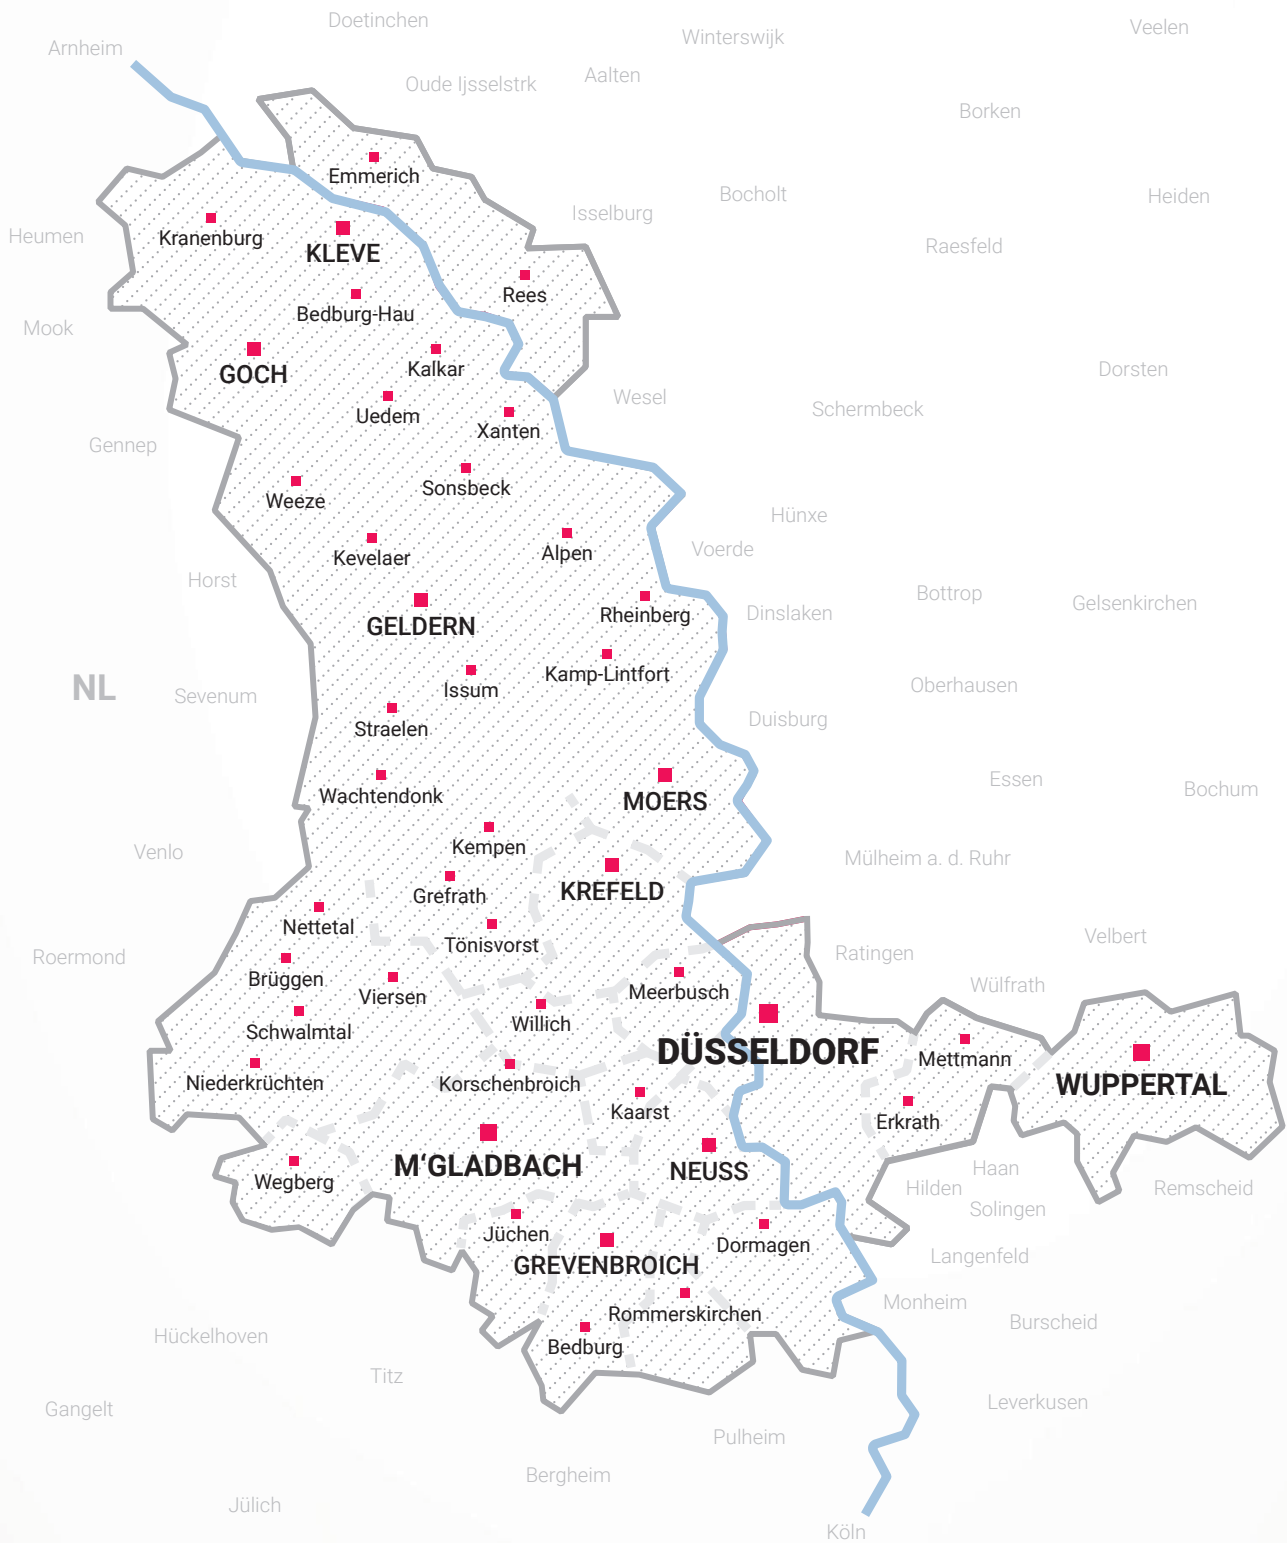 Doetinchen
Veelen
Winterswijk
Arnheim
Aalten
Oude Ijsselstrk
Borken
Emmerich
Bocholt
Heiden
Isselburg
Heumen
Kranenburg
KLEVE
Raesfeld
Rees
Bedburg-Hau
Mook
Kalkar
Dorsten
GOCH
Wesel
Schermbeck
Uedem
Xanten
Gennep
Sonsbeck
Weeze
Hünxe
Voerde
Alpen
Kevelaer
Horst
Bottrop
Gelsenkirchen
Dinslaken
Rheinberg
GELDERN
Kamp-Lintfort
Oberhausen
NL
Issum
Sevenum
Duisburg
Straelen
Essen
Bochum
Wachtendonk
MOERS
Kempen
Venlo
Mülheim a. d. Ruhr
KREFELD
Grefrath
Nettetal
Velbert
Tönisvorst
Ratingen
Roermond
Brüggen
Wülfrath
Meerbusch
Viersen
Willich
Schwalmtal
DÜSSELDORF
Mettmann
Niederkrüchten
Korschenbroich
WUPPERTAL
Kaarst
Erkrath
M‘GLADBACH
Haan
NEUSS
Wegberg
Hilden
Remscheid
Solingen
Jüchen
Dormagen
Langenfeld
GREVENBROICH
Monheim
Rommerskirchen
Burscheid
Hückelhoven
Bedburg
Titz
Leverkusen
Gangelt
Pulheim
Bergheim
Jülich
Köln